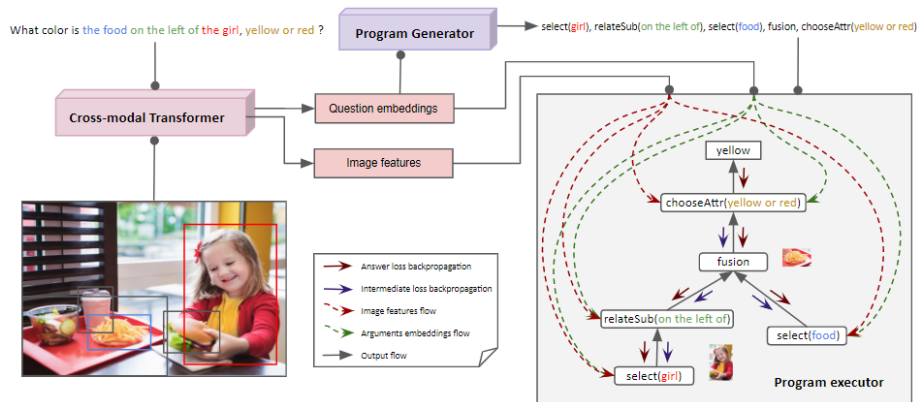 What color is the food on the left of the girl, yellow or red ?
Program Generator
select(girl), relateSub(on the left of), select(food), fusion, chooseAttr(yellow or red)
Cross-modal Transformer
Question embeddings
Image features
yellow
chooseAttr(yellow or red)
fusion
relateSub(on the left of)
select(food)
select(girl)
Program executor
Answer loss backpropagation
Intermediate loss backpropagation
Image features flow
Arguments embeddings flow
Output flow